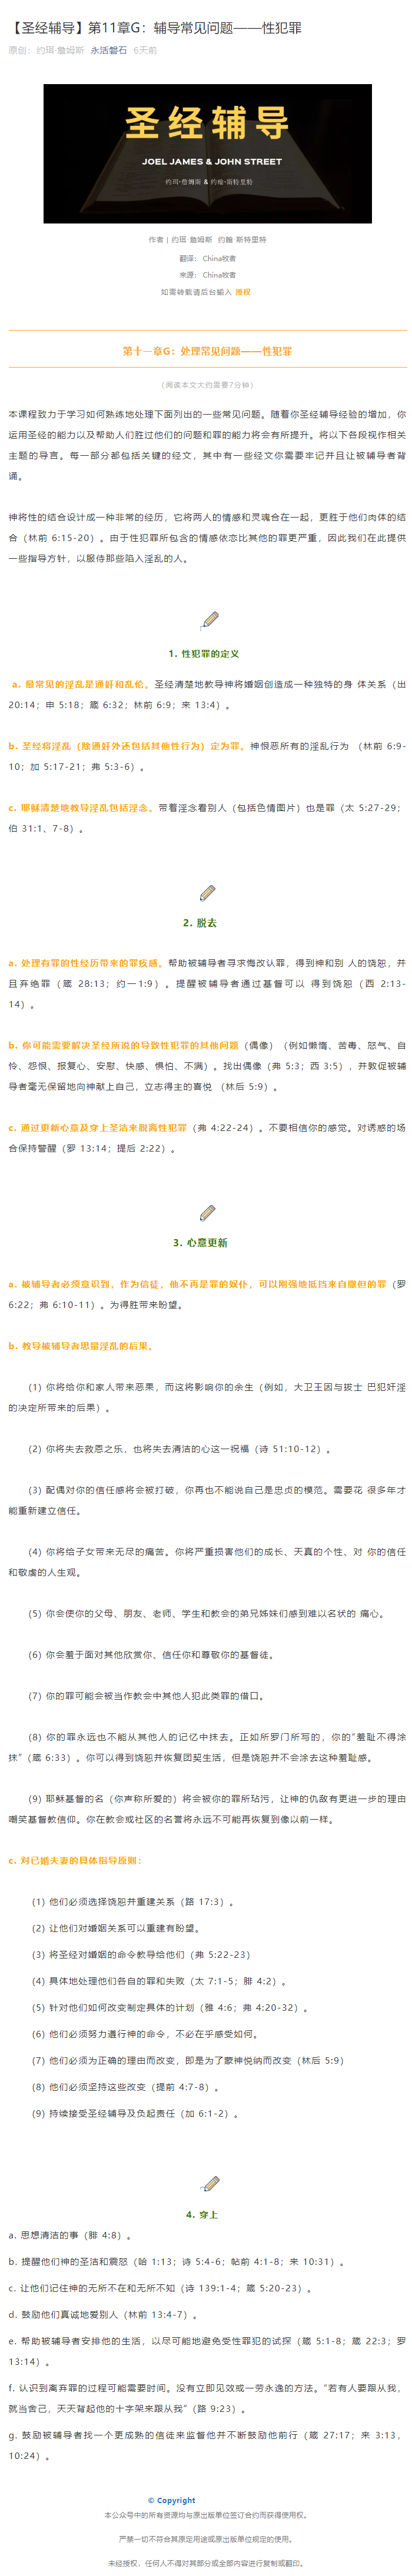 【圣经辅导】第11章G：辅导常见问题——性犯罪
原创：约珥·詹姆斯 永活磐石 6天前
圣经辅导
JOEL JAMES & JOHN STREET
约珥·詹姆斯 & 约翰·斯特里特
作者 | 约珥·詹姆斯 约翰·斯特里特
翻译： China牧者
来源： China牧者
如需转载请后台输入 授权
第十一章G：处理常见问题——性犯罪
（阅读本文大约需要7分钟）
本课程致力于学习如何熟练地处理下面列出的一些常见问题。随着你圣经辅导经验的增加，你
运用圣经的能力以及帮助人们胜过他们的问题和罪的能力将会有所提升。将以下各段视作相关
主题的导言。每一部分都包括关键的经文，其中有一些经文你需要牢记并且让被辅导者背
诵。
神将性的结合设计成一种非常的经历，它将两人的情感和灵魂合在一起，更胜于他们肉体的结
合（林前 6:15-20）。由于性犯罪所包含的情感依恋比其他的罪更严重，因此我们在此提供
一些指导方针，以服侍那些陷入淫乱的人。
1. 性犯罪的定义
a. 最常见的淫乱是通奸和乱伦。圣经清楚地教导神将婚姻创造成一种独特的身 体关系（出
20:14；申 5:18；箴 6:32；林前 6:9；来 13:4）。
b. 圣经将淫乱（除通奸外还包括其他性行为）定为罪。神恨恶所有的淫乱行为 （林前 6:9-
10；加 5:17-21；弗 5:3-6）。
c. 耶稣清楚地教导淫乱包括淫念。带着淫念看别人（包括色情图片）也是罪（太 5:27-29；
伯 31:1、7-8）。
2. 脱去
a. 处理有罪的性经历带来的罪疚感。帮助被辅导者寻求悔改认罪，得到神和别 人的饶恕，并
且弃绝罪（箴 28:13；约一1:9）。提醒被辅导者通过基督可以 得到饶恕（西 2:13-
14）。
b. 你可能需要解决圣经所说的导致性犯罪的其他问题（偶像）（例如懒惰、苦毒、怒气、自
怜、怨恨、报复心、安慰、快感、惧怕、不满）。找出偶像（弗 5:3；西 3:5），并敦促被辅
导者毫无保留地向神献上自己，立志得主的喜悦 （林后 5:9）。
c. 通过更新心意及穿上圣洁来脱离性犯罪（弗 4:22-24）。不要相信你的感觉。对诱惑的场
合保持警醒（罗 13:14；提后 2:22）。
3. 心意更新
a. 被辅导者必须意识到，作为信徒，他不再是罪的奴仆，可以刚强地抵挡来自撒但的罪（罗
6:22；弗 6:10-11）。为得胜带来盼望。
b. 教导被辅导者思量淫乱的后果。
(1) 你将给你和家人带来恶果，而这将影响你的余生（例如，大卫王因与拔士 巴犯奸淫
的决定所带来的后果）。
(2) 你将失去救恩之乐，也将失去清洁的心这一祝福（诗 51:10-12）。
(3) 配偶对你的信任感将会被打破，你再也不能说自己是忠贞的模范。需要花 很多年才
能重新建立信任。
(4) 你将给子女带来无尽的痛苦。你将严重损害他们的成长、天真的个性、对 你的信任
和敬虔的人生观。
(5) 你会使你的父母、朋友、老师、学生和教会的弟兄姊妹们感到难以名状的 痛心。
(6) 你会羞于面对其他欣赏你、信任你和尊敬你的基督徒。
(7) 你的罪可能会被当作教会中其他人犯此类罪的借口。
(8) 你的罪永远也不能从其他人的记忆中抹去。正如所罗门所写的，你的“羞耻不得涂
抹”（箴 6:33）。你可以得到饶恕并恢复团契生活，但是饶恕并不会涂去这种羞耻感。
(9) 耶稣基督的名（你声称所爱的）将会被你的罪所玷污，让神的仇敌有更进一步的理由
嘲笑基督教信仰。你在教会或社区的名誉将永远不可能再恢复到像以前一样。
c. 对已婚夫妻的具体指导原则：
(1) 他们必须选择饶恕并重建关系（路 17:3）。
(2) 让他们对婚姻关系可以重建有盼望。
(3) 将圣经对婚姻的命令教导给他们（弗 5:22-23）
(4) 具体地处理他们各自的罪和失败（太 7:1-5；腓 4:2）。
(5) 针对他们如何改变制定具体的计划（雅 4:6；弗 4:20-32）。
(6) 他们必须努力遵行神的命令，不必在乎感受如何。
(7) 他们必须为正确的理由而改变，即是为了蒙神悦纳而改变（林后 5:9）
(8) 他们必须坚持这些改变（提前 4:7-8）。
(9) 持续接受圣经辅导及负起责任（加 6:1-2）。
4. 穿上
a. 思想清洁的事（腓 4:8）。
b. 提醒他们神的圣洁和震怒（哈 1:13；诗 5:4-6；帖前 4:1-8；来 10:31）。
c. 让他们记住神的无所不在和无所不知（诗 139:1-4；箴 5:20-23）。
d. 鼓励他们真诚地爱别人（林前 13:4-7）。
e. 帮助被辅导者安排他的生活，以尽可能地避免受性罪犯的试探（箴 5:1-8；箴 22:3；罗
13:14）。
f. 认识到离弃罪的过程可能需要时间。没有立即见效或一劳永逸的方法。“若有人要跟从我，
就当舍己，天天背起他的十字架来跟从我”（路 9:23）。
g. 鼓励被辅导者找一个更成熟的信徒来监督他并不断鼓励他前行（箴 27:17；来 3:13，
10:24）。
© Copyright
本公众号中的所有资源均与原出版单位签订合约而获得使用权。
严禁一切不符合其原定用途或原出版单位规定的使用。
未经授权，任何人不得对其部分或全部内容进行复制或翻印。